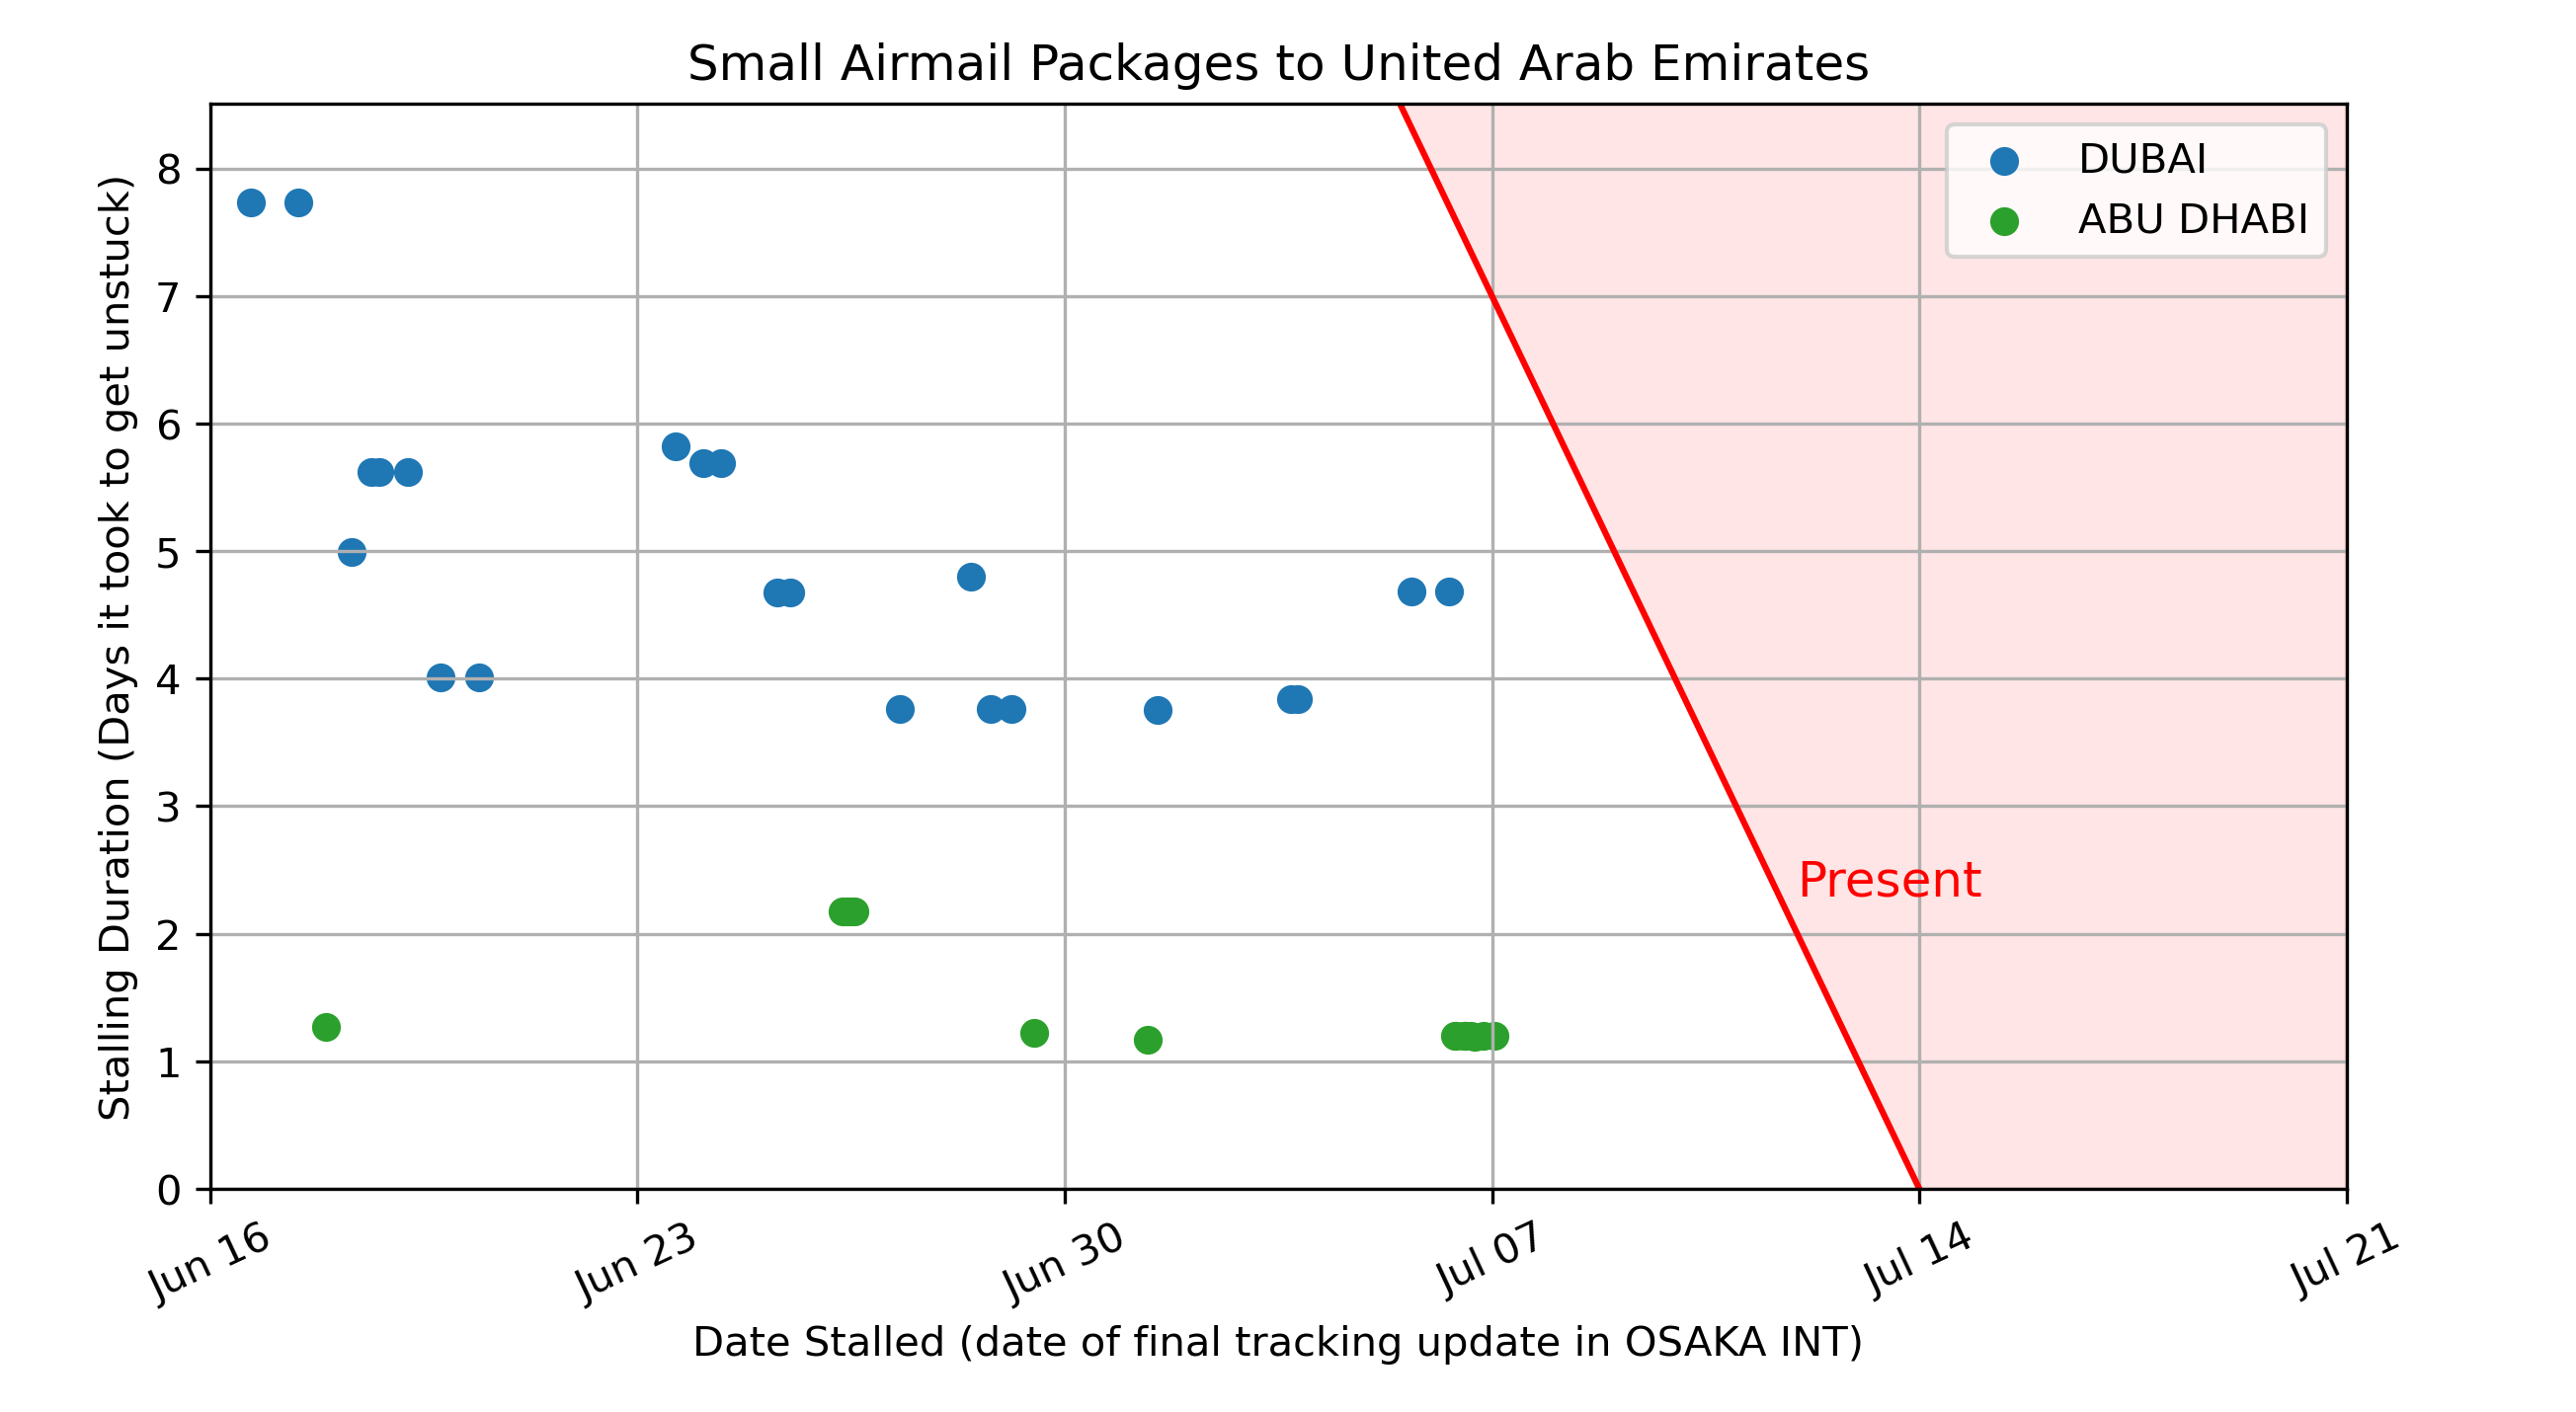 Small Airmail Packages to United Arab Emirates
Stalling Duration (Days it took to get unstuck)
8
7
6
5
4
3
2
1
0
DUBAI
ABU DHABI
Present
Jun 16
Jun 23
Jun 30
Jul 07
Jul 14
Jul 21
Date Stalled (date of final tracking update in OSAKA INT)